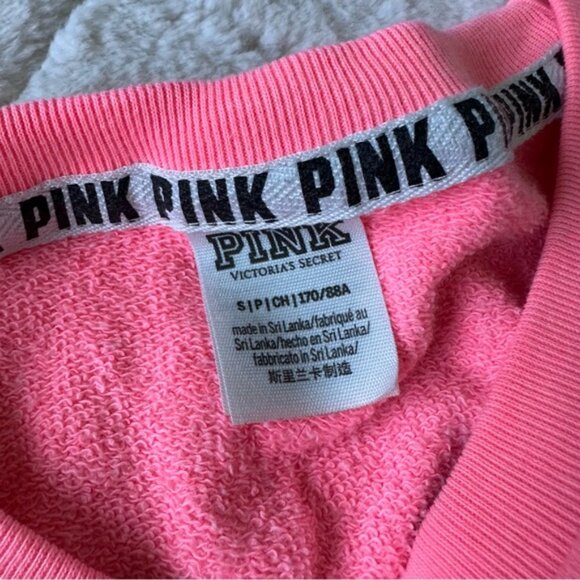 PINK PINK PINK PINK
PINK
VICTORIA'S SECRET
S|P|CH|170/88A
made in Sri Lanka/fabriqué au
Sri Lanka/hecho en Sri Lanka/
fabbricato in Sri Lanka/
斯里兰卡制造